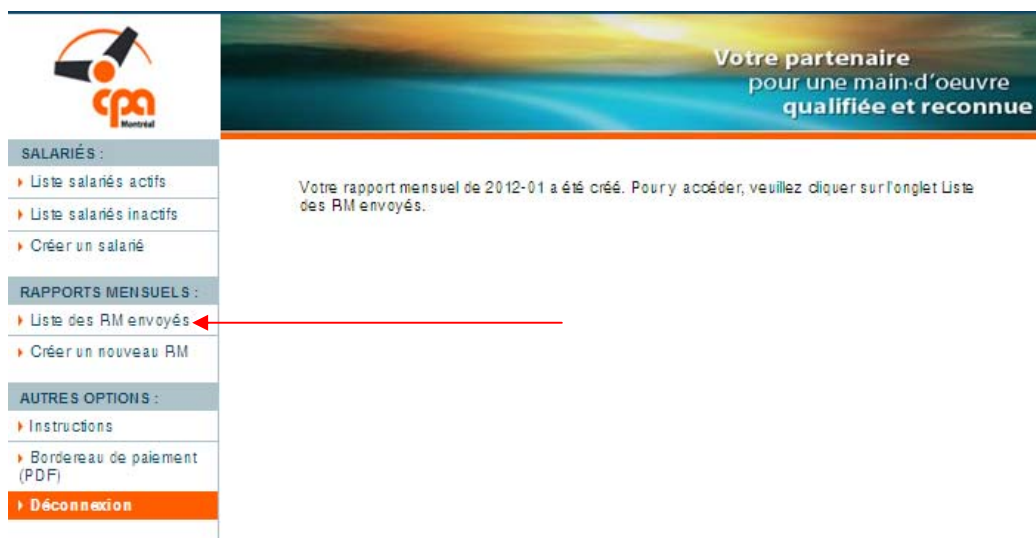 cpa
Montréal
Votre partenaire
pour une main-d'oeuvre
qualifiée et reconnue
SALARIÉS :
Liste salariés actifs
Liste salariés inactifs
Créer un salarié
RAPPORTS MENSUELS :
Liste des RM envoyés
Créer un nouveau RM
AUTRES OPTIONS :
Instructions
Bordereau de paiement
(PDF)
Déconnexion
Votre rapport mensuel de 2012-01 a été créé. Pour y accéder, veuillez cliquer sur l'onglet Liste
des RM envoyés.